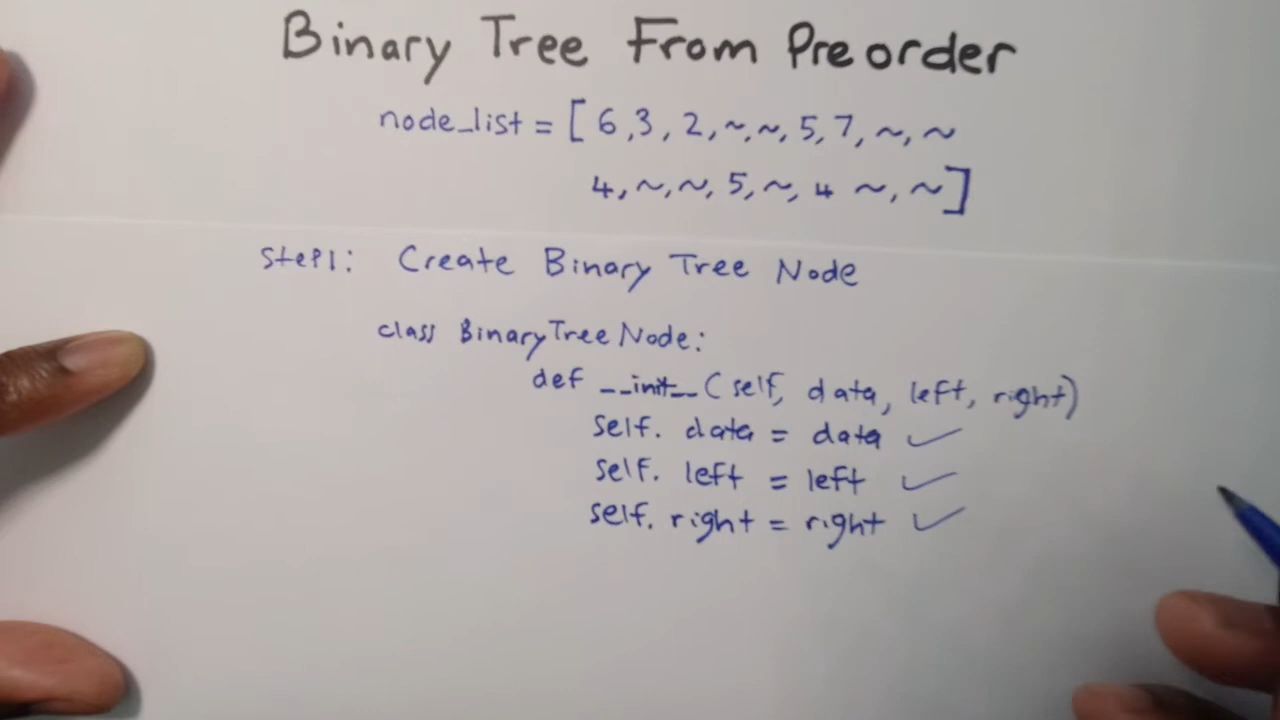 Binary Tree From Preorder
node_list = [6,3,2,~,~,5,7,~,~
4,~,~,5,~,4 ~,~]
Step1: Create Binary Tree Node
class BinaryTreeNode:
def __init__(self, data, left, right)
self. data = data ✓
self. left = left ✓
self. right = right ✓